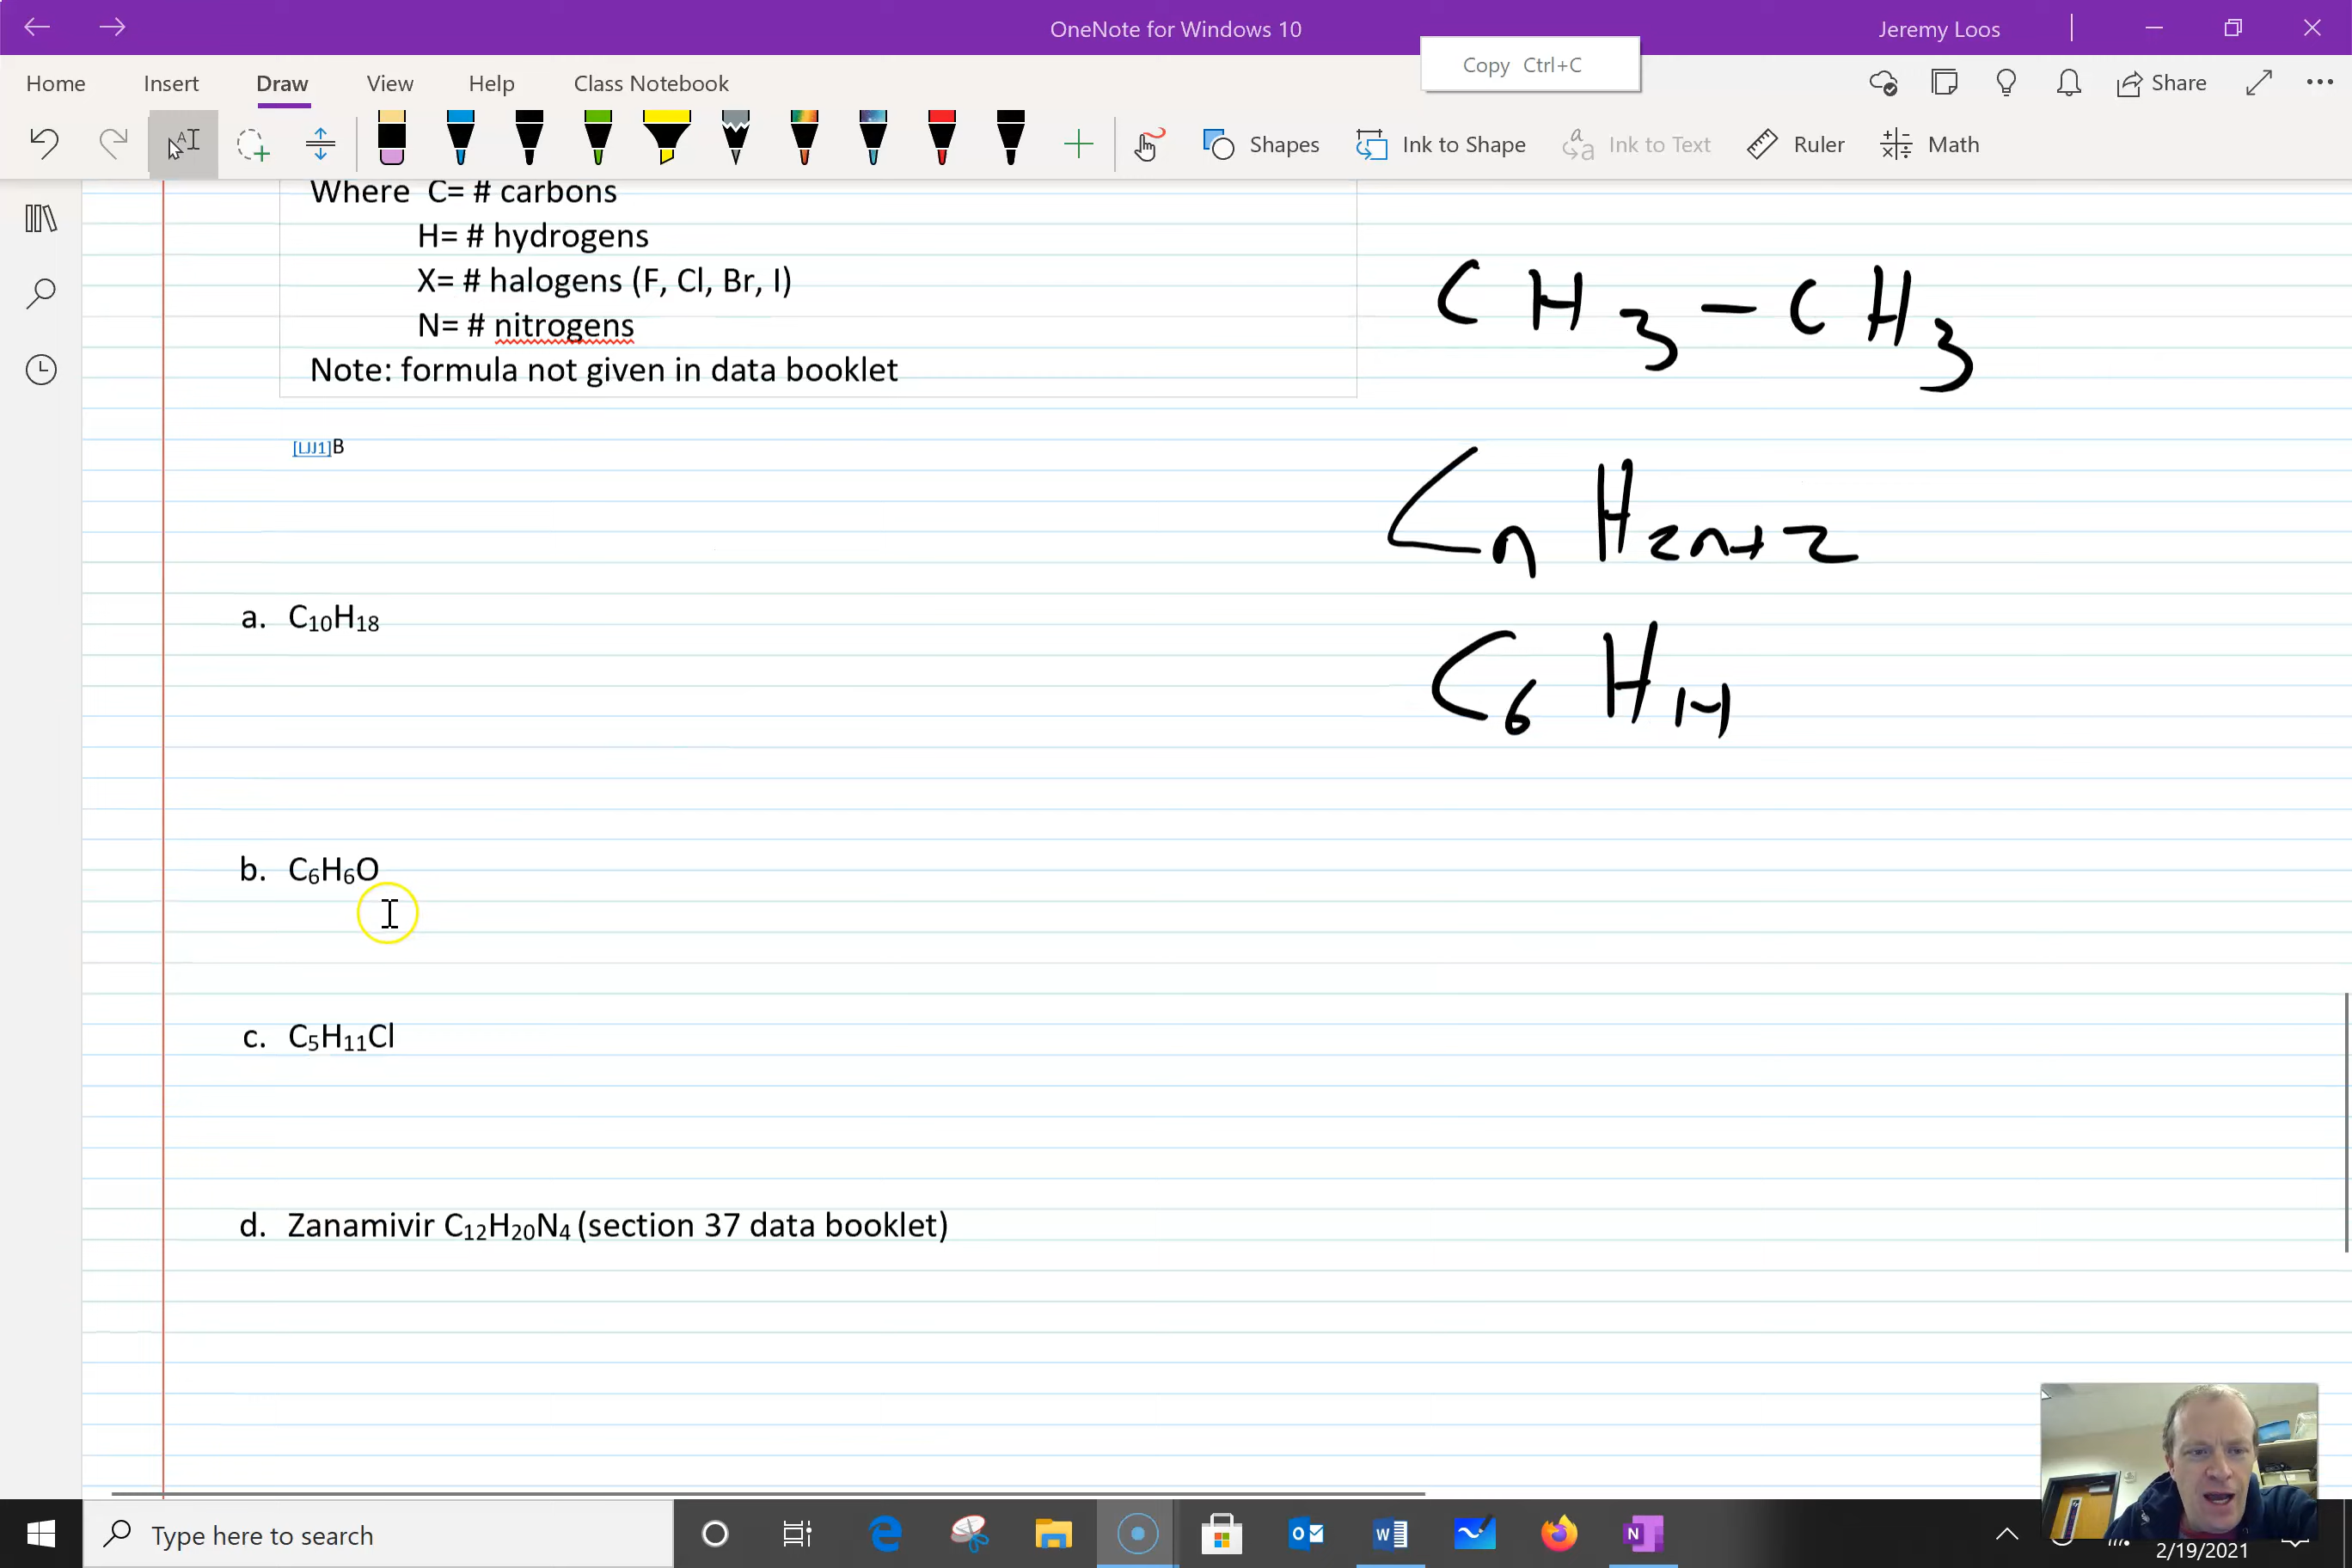 OneNote for Windows 10
Jeremy Loos
Copy Ctrl+C
Home Insert Draw View Help Class Notebook
Share
Shapes Ink to Shape Ink to Text Ruler Math
Where C= # carbons
H= # hydrogens
X= # halogens (F, Cl, Br, I)
N= # nitrogens
Note: formula not given in data booklet
[LJJ1]B
CH₃-CH₃
CₙH₂ₙ₊₂
C₆H₁₄
a. C₁₀H₁₈
b. C₆H₆O
c. C₅H₁₁Cl
d. Zanamivir C₁₂H₂₀N₄ (section 37 data booklet)
Type here to search
2/19/2021